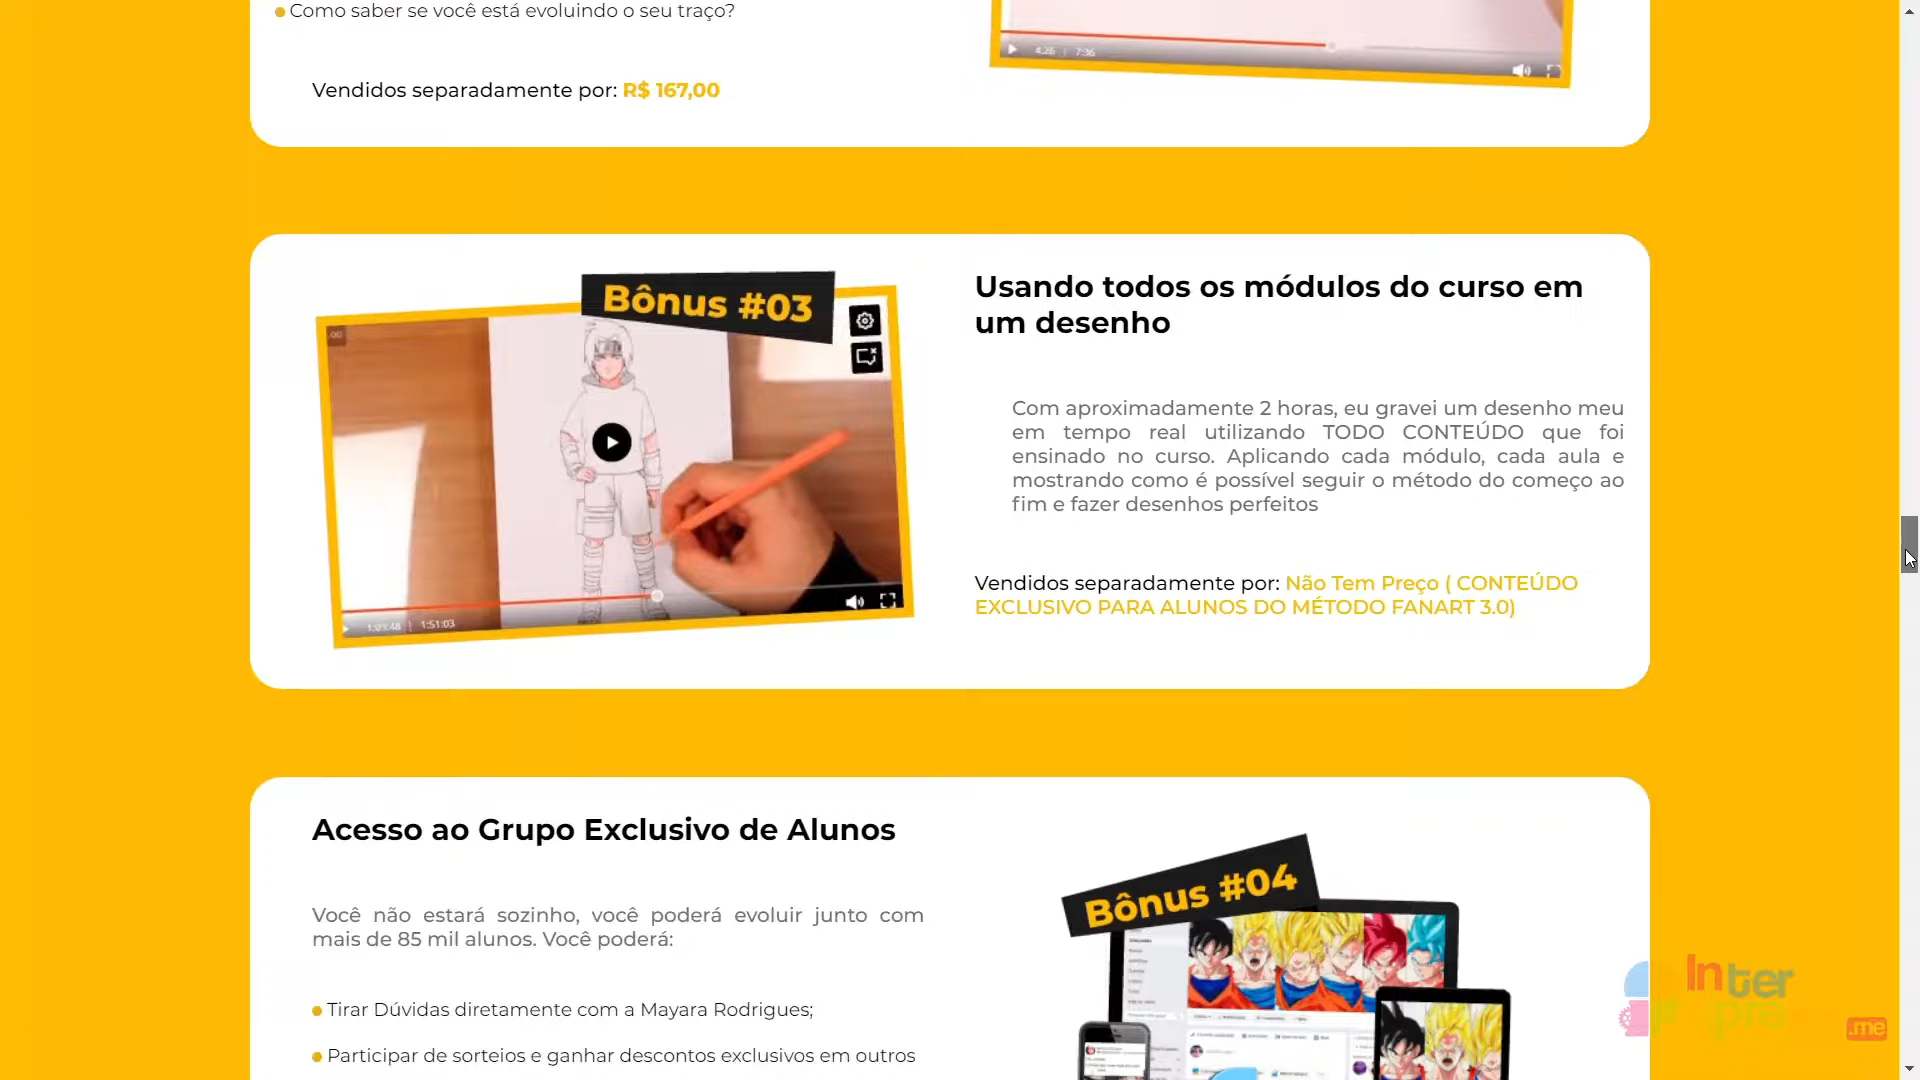 Como saber se você está evoluindo o seu traço?
4:26 | 7:36
Vendidos separadamente por: R$ 167,00
Bônus #03
1:51:03
Usando todos os módulos do curso em
um desenho
Com aproximadamente 2 horas, eu gravei um desenho meu
em tempo real utilizando TODO CONTEÚDO que foi
ensinado no curso. Aplicando cada módulo, cada aula e
mostrando como é possível seguir o método do começo ao
fim e fazer desenhos perfeitos
Vendidos separadamente por: Não Tem Preço ( CONTEÚDO
EXCLUSIVO PARA ALUNOS DO MÉTODO FANART 3.0)
Acesso ao Grupo Exclusivo de Alunos
Você não estará sozinho, você poderá evoluir junto com
mais de 85 mil alunos. Você poderá:
Tirar Dúvidas diretamente com a Mayara Rodrigues;
Participar de sorteios e ganhar descontos exclusivos em outros
Bônus #04
Inter
pre
.me